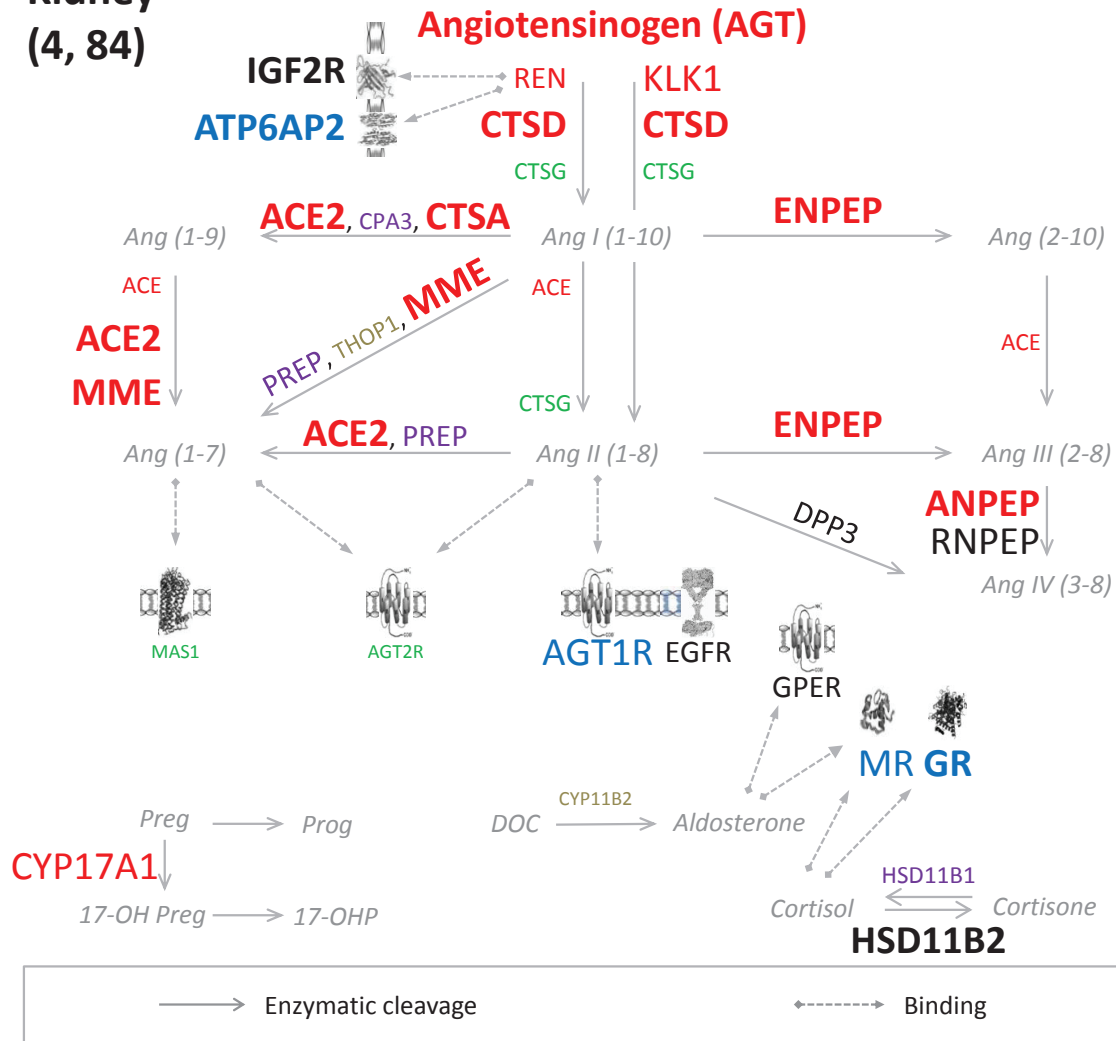 Kidney
(4, 84)
Angiotensinogen (AGT)
IGF2R
REN
KLK1
ATP6AP2
CTSD
CTSD
CTSG
CTSG
ACE2, CPA3, CTSA
ENPEP
Ang (1-9)
Ang I (1-10)
Ang (2-10)
ACE
PREP, THOP1, MME
ACE
ACE2
ACE
MME
CTSG
ACE2, PREP
ENPEP
Ang (1-7)
Ang II (1-8)
Ang III (2-8)
DPP3
ANPEP
RNPEP
Ang IV (3-8)
MAS1
AGT2R
AGT1R
EGFR
GPER
MR GR
Preg
Prog
DOC
CYP11B2
Aldosterone
CYP17A1
17-OH Preg
17-OHP
Cortisol
HSD11B1
Cortisone
HSD11B2
Enzymatic cleavage
Binding